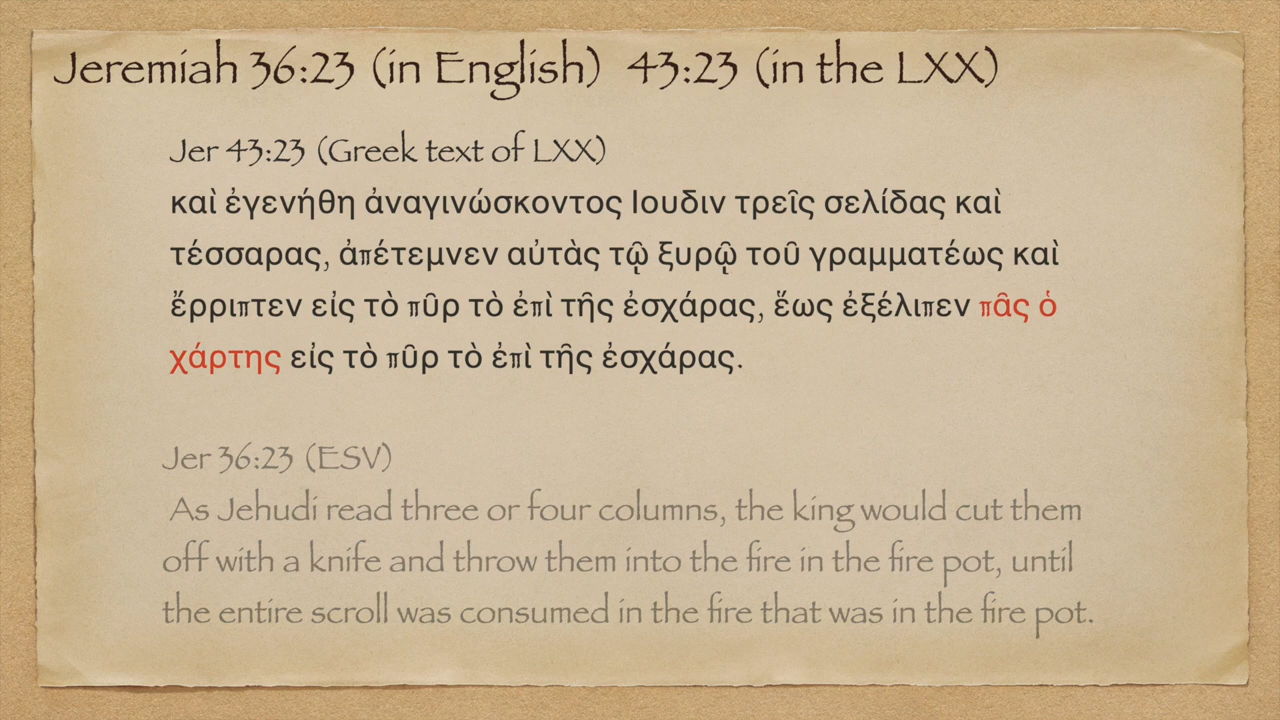 Jeremiah 36:23 (in English) 43:23 (in the LXX)
Jer 43:23 (Greek text of LXX)
καὶ ἐγενήθη ἀναγινώσκοντος Ιουδιν τρεῖς σελίδας καὶ
τέσσαρας, ἀπέτεμνεν αὐτὰς τῷ ξυρῷ τοῦ γραμματέως καὶ
ἔρριπτεν εἰς τὸ πῦρ τὸ ἐπὶ τῆς ἐσχάρας, ἕως ἐξέλιπεν πᾶς ὁ
χάρτης εἰς τὸ πῦρ τὸ ἐπὶ τῆς ἐσχάρας.
Jer 36:23 (ESV)
As Jehudi read three or four columns, the king would cut them
off with a knife and throw them into the fire in the fire pot, until
the entire scroll was consumed in the fire that was in the fire pot.